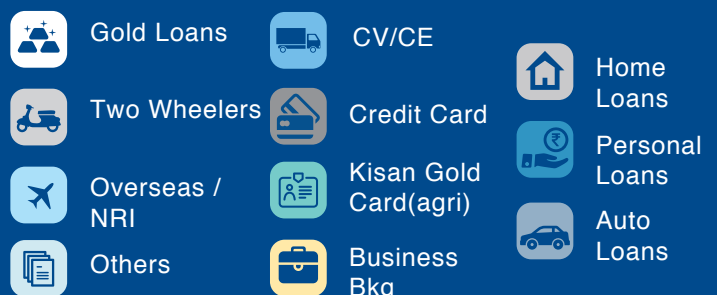 Gold Loans
Two Wheelers
Overseas /
NRI
Others
CV/CE
Credit Card
Kisan Gold
Card(agri)
Business
Bkg
Home
Loans
Personal
Loans
Auto
Loans